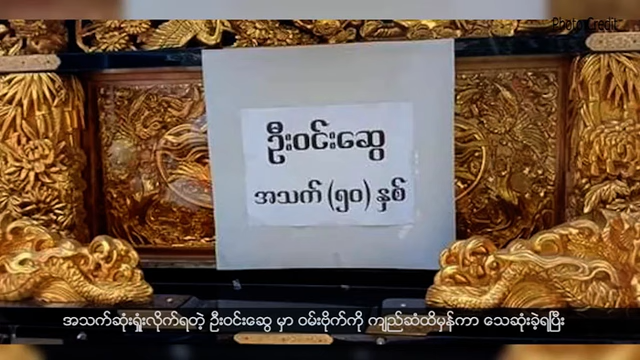 Photo Credit
ဦးဝင်းဆွေ
အသက် (၅၀) နှစ်
အသက်ဆုံးရှုံးလိုက်ရတဲ့ ဦးဝင်းဆွေ မှာ ဝမ်းဗိုက်ကို ကျည်ဆံထိမှန်ကာ သေဆုံးခဲ့ရပြီး